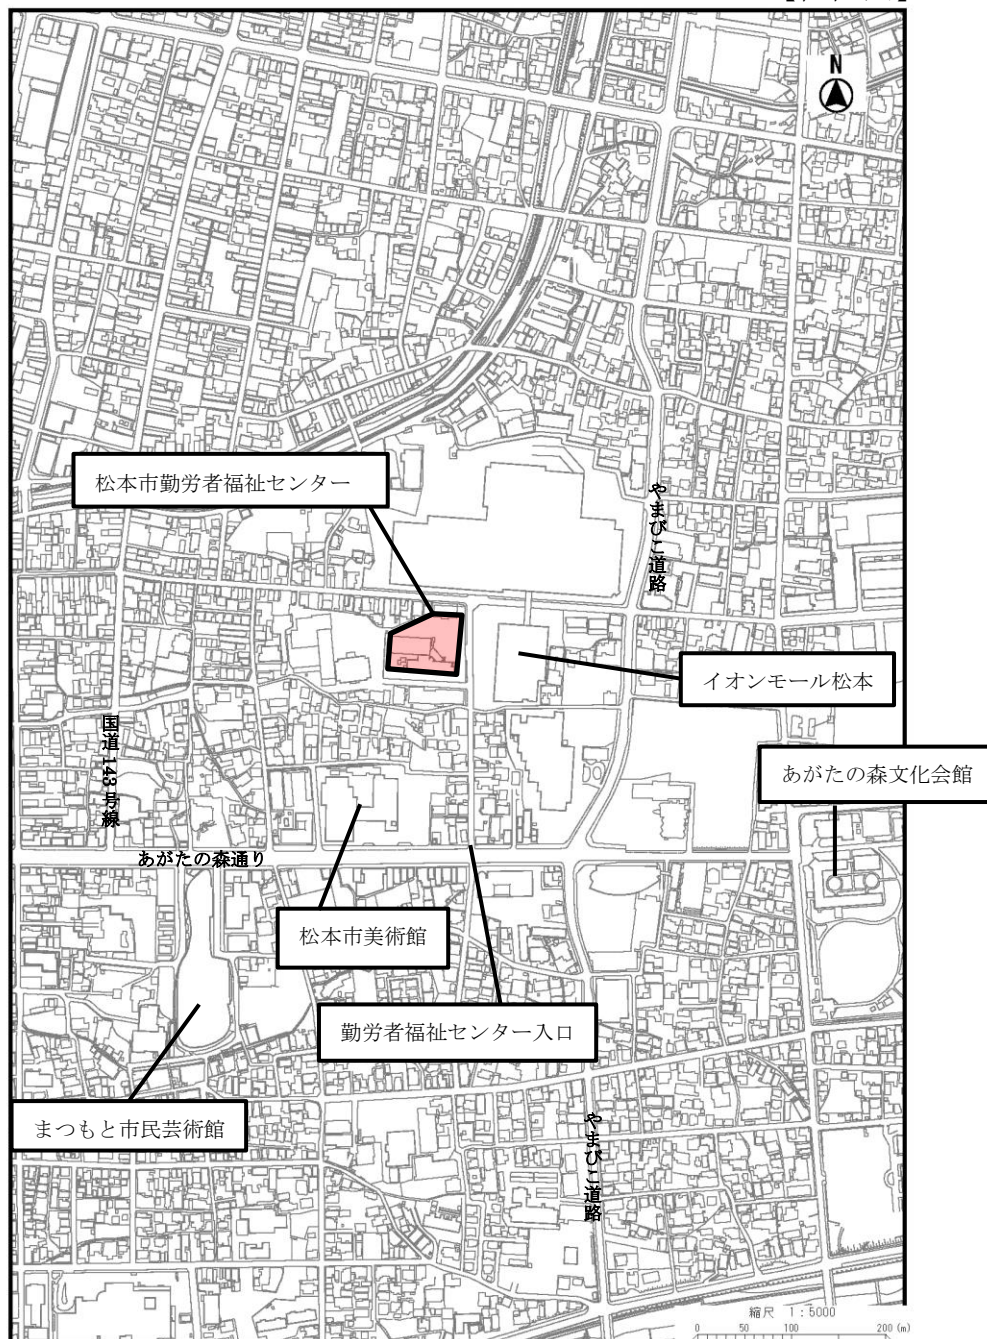 N
松本市勤労者福祉センター
やまびこ道路
イオンモール松本
国道 143 号線
あがたの森文化会館
あがたの森通り
松本市美術館
勤労者福祉センター入口
まつもと市民芸術館
やまびこ道路
縮尺 1：5000
0 50 100 200 (m)